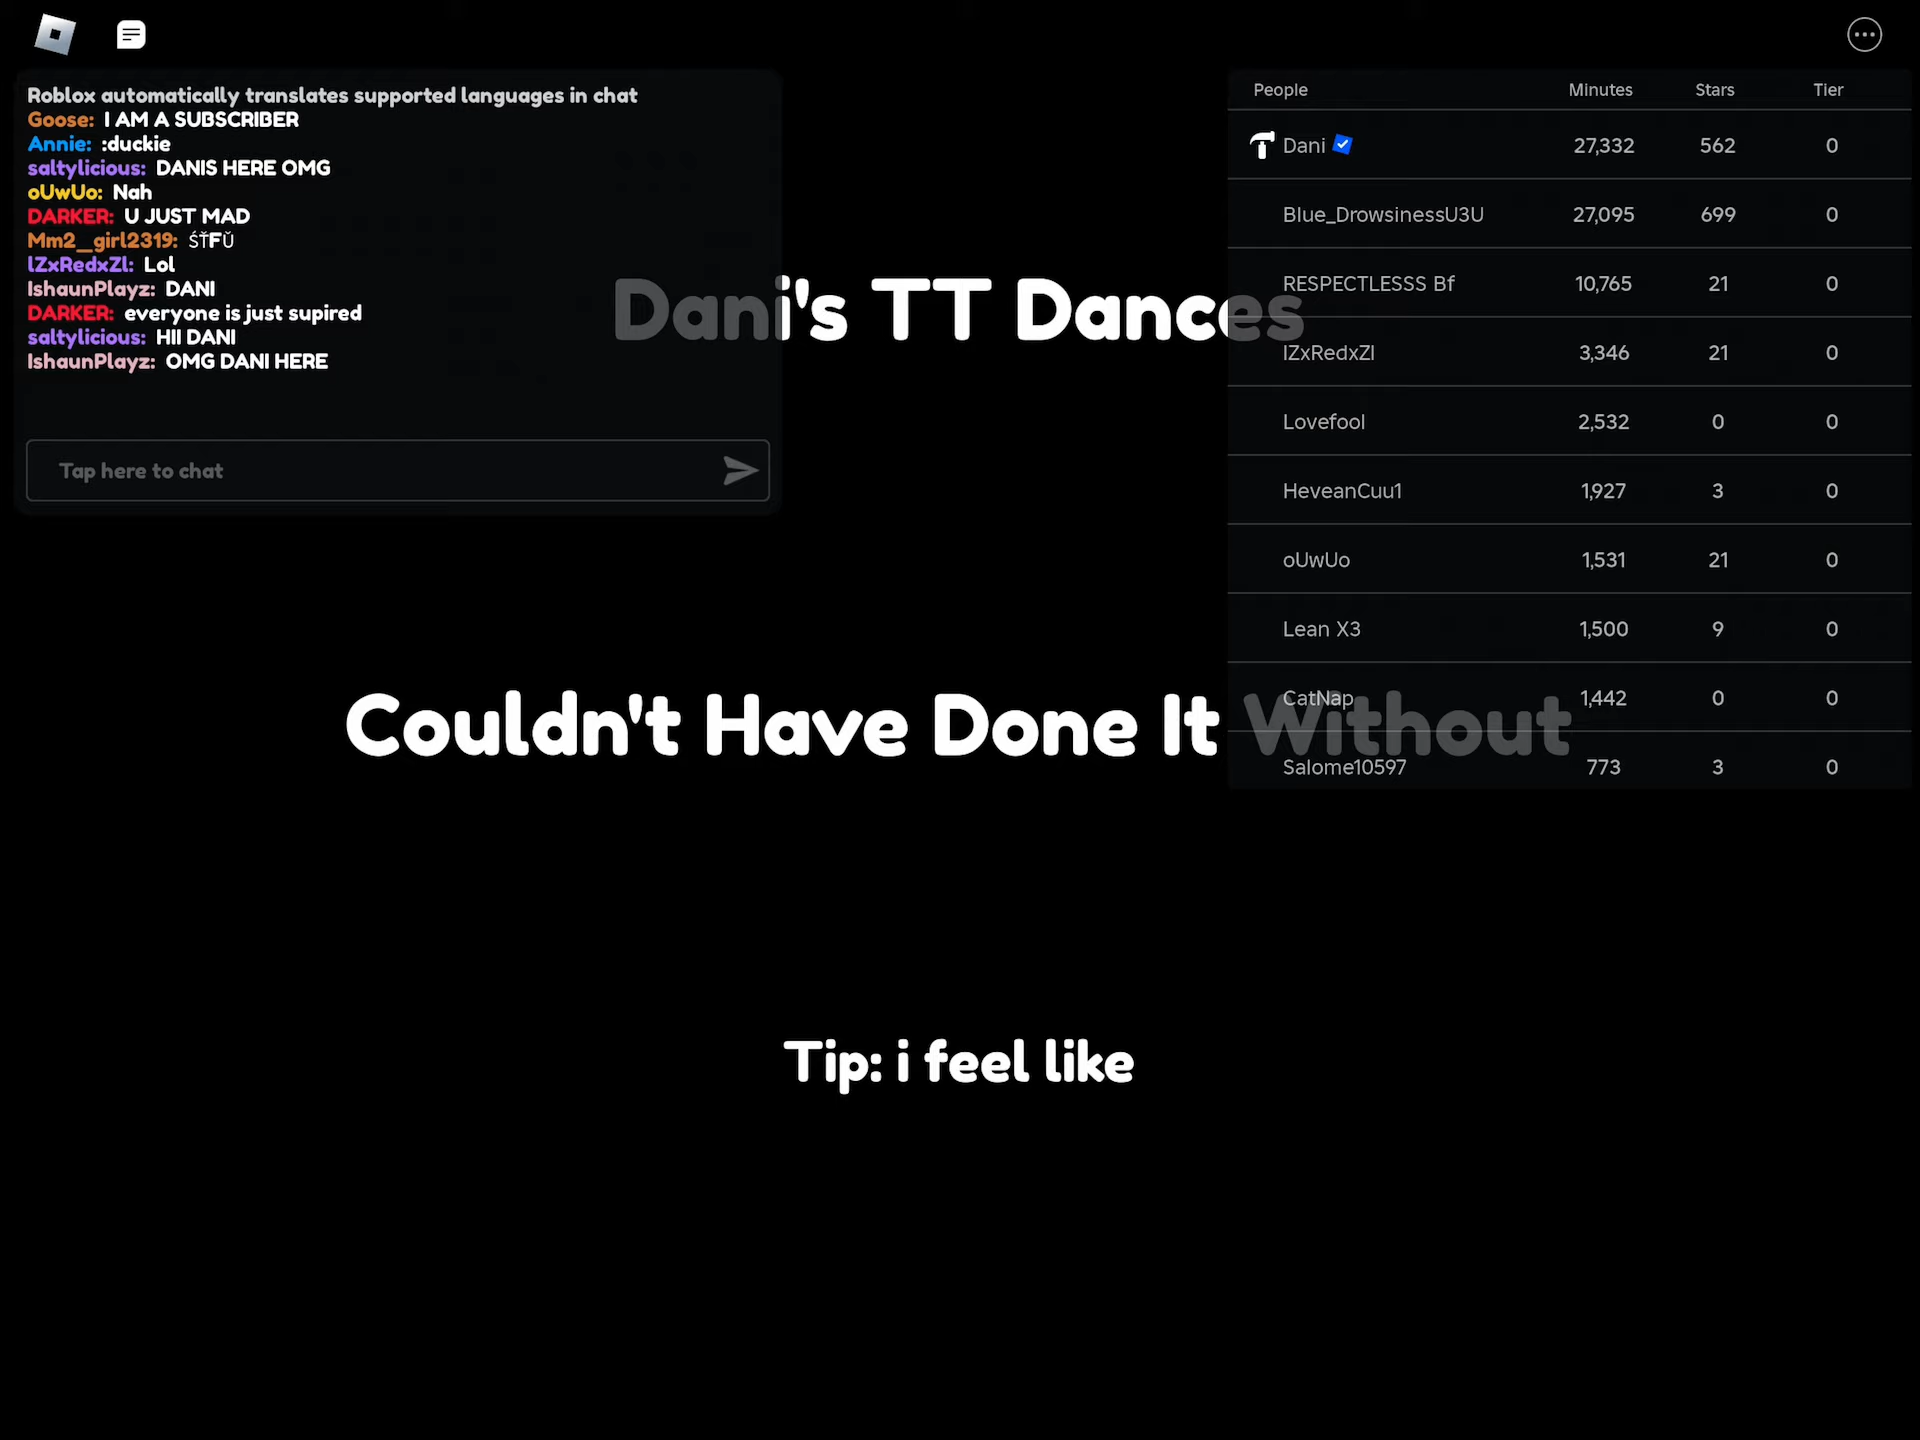 Roblox automatically translates supported languages in chat
Goose: I AM A SUBSCRIBER
Annie: :duckie
saltylicious: DANIS HERE OMG
oUwUo: Nah
DARKER: U JUST MAD
Mm2_girl2319: ŚŤFŬ
lZxRedxZl: Lol
IshaunPlayz: DANI
DARKER: everyone is just supired
saltylicious: HII DANI
IshaunPlayz: OMG DANI HERE
Tap here to chat
People Minutes Stars Tier
Dani 27,332 562 0
Blue_DrowsinessU3U 27,095 699 0
RESPECTLESSS Bf 10,765 21 0
lZxRedxZl 3,346 21 0
Lovefool 2,532 0 0
HeveanCuu1 1,927 3 0
oUwUo 1,531 21 0
Lean X3 1,500 9 0
CatNap 1,442 0 0
Salome10597 773 3 0
Dani's TT Dances
Couldn't Have Done It Without
Tip: i feel like